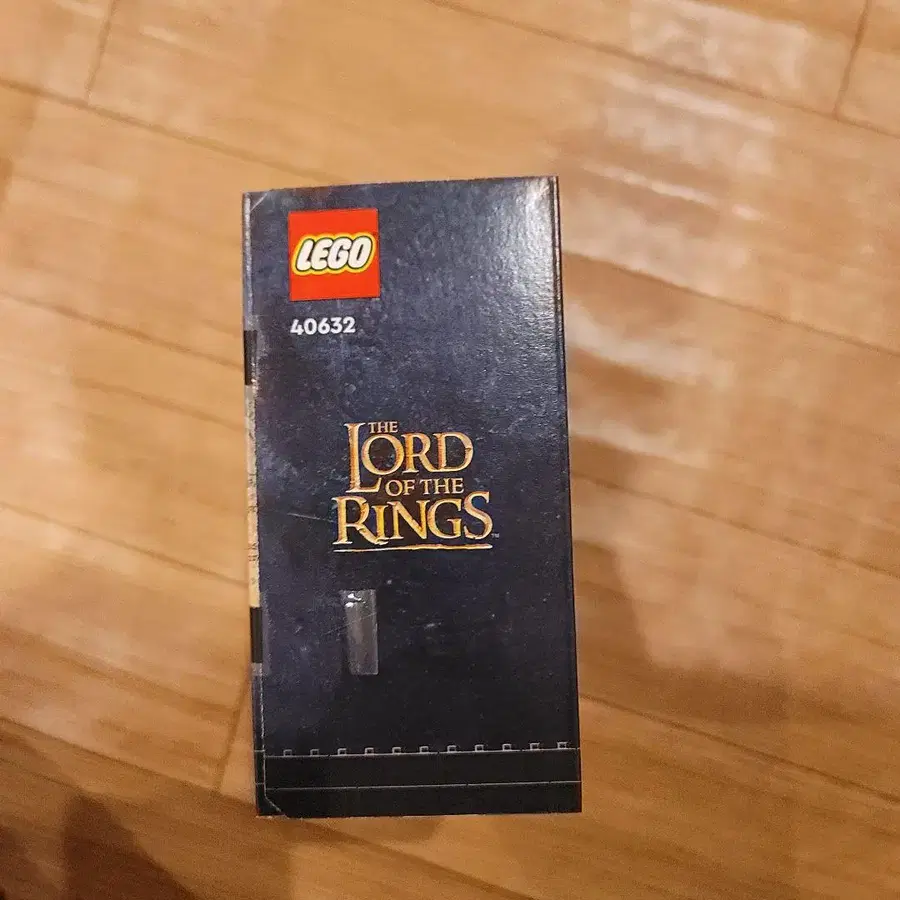 LEGO
40632
THE
LORD
OF THE
RINGS